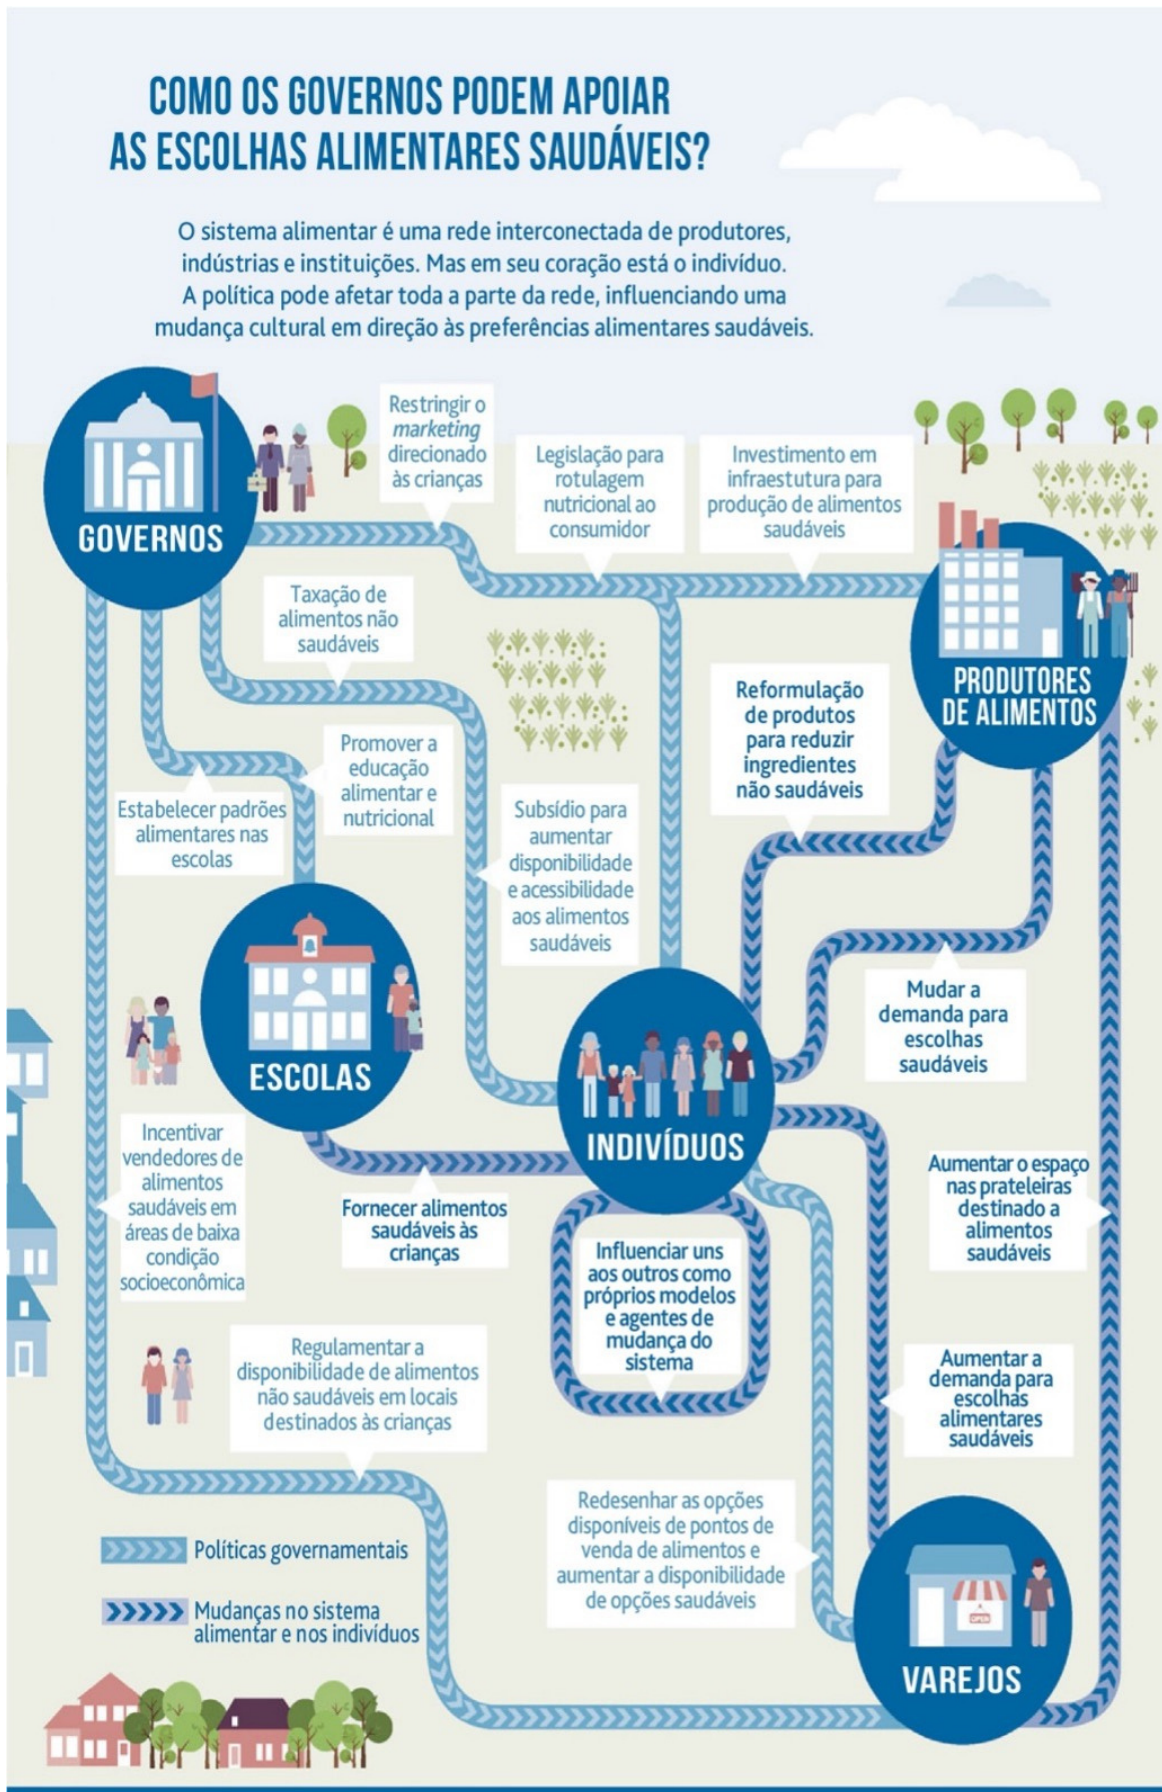 COMO OS GOVERNOS PODEM APOIAR
AS ESCOLHAS ALIMENTARES SAUDÁVEIS?
O sistema alimentar é uma rede interconectada de produtores,
indústrias e instituições. Mas em seu coração está o indivíduo.
A política pode afetar toda a parte da rede, influenciando uma
mudança cultural em direção às preferências alimentares saudáveis.
GOVERNOS
Restringir o
marketing
direcionado
às crianças
Legislação para
rotulagem
nutricional ao
consumidor
Investimento em
infraestutura para
produção de alimentos
saudáveis
PRODUTORES
DE ALIMENTOS
Taxação de
alimentos não
saudáveis
Reformulação
de produtos
para reduzir
ingredientes
não saudáveis
Promover a
educação
alimentar e
nutricional
Estabelecer padrões
alimentares nas
escolas
Subsídio para
aumentar
disponibilidade
e acessibilidade
aos alimentos
saudáveis
ESCOLAS
Mudar a
demanda para
escolhas
saudáveis
INDIVÍDUOS
Incentivar
vendedores de
alimentos
saudáveis em
áreas de baixa
condição
socioeconômica
Fornecer alimentos
saudáveis às
crianças
Aumentar o espaço
nas prateleiras
destinado a
alimentos
saudáveis
Influenciar uns
aos outros como
próprios modelos
e agentes de
mudança do
sistema
Regulamentar a
disponibilidade de alimentos
não saudáveis em locais
destinados às crianças
Aumentar a
demanda para
escolhas
alimentares
saudáveis
Redesenhar as opções
disponíveis de pontos de
venda de alimentos e
aumentar a disponibilidade
de opções saudáveis
Políticas governamentais
Mudanças no sistema
alimentar e nos indivíduos
OPEN
VAREJOS